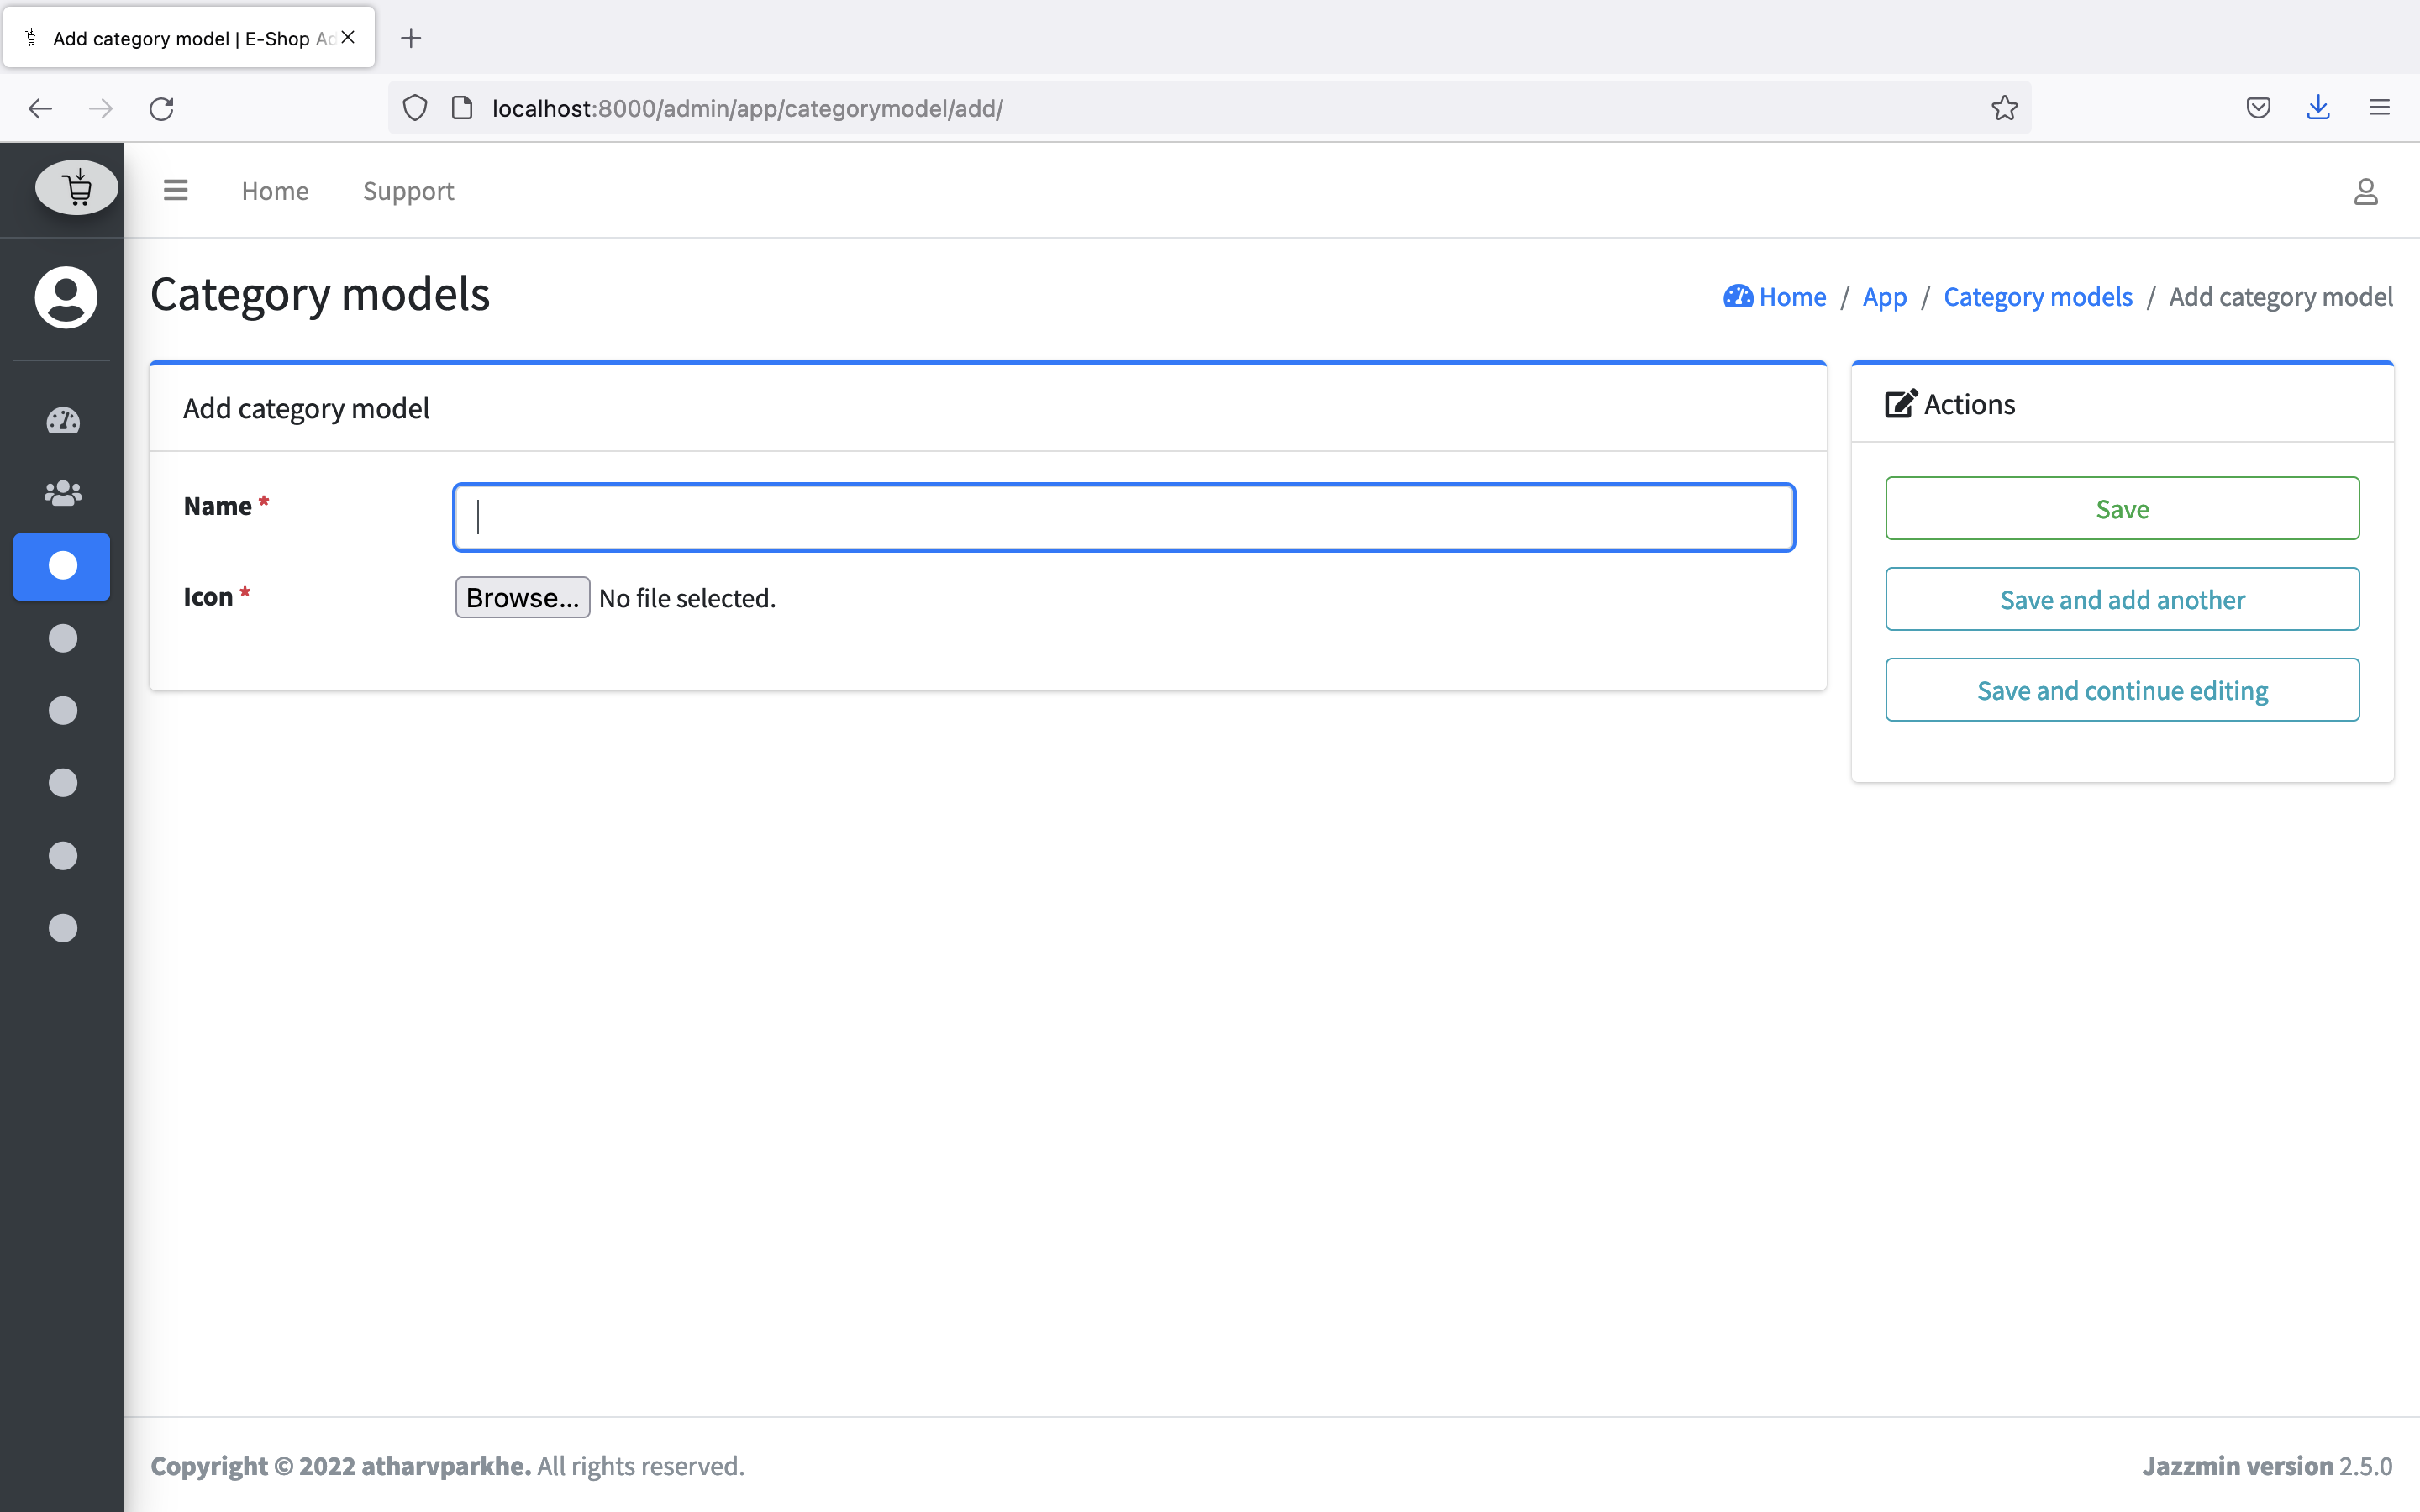 Add category model | E-Shop Ad
localhost:8000/admin/app/categorymodel/add/
Home Support
Category models
Home / App / Category models / Add category model
Add category model
Actions
Name *
Save
Icon *
Browse... No file selected.
Save and add another
Save and continue editing
Copyright © 2022 atharvparkhe. All rights reserved.
Jazzmin version 2.5.0